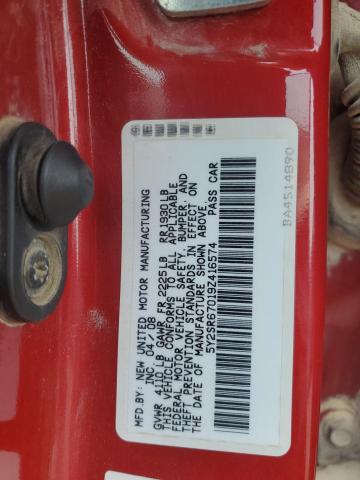 MFD.BY: NEW UNITED MOTOR MANUFACTURING
INC. 04/08
GVWR 4110 LB GAWR FR 2225 LB RR 1930 LB
THIS VEHICLE CONFORMS TO ALL APPLICABLE
FEDERAL MOTOR VEHICLE SAFETY, BUMPER, AND
THEFT PREVENTION STANDARDS IN EFFECT ON
THE DATE OF MANUFACTURE SHOWN ABOVE.
5Y2SR67019Z416574 PASS CAR
BA4514890